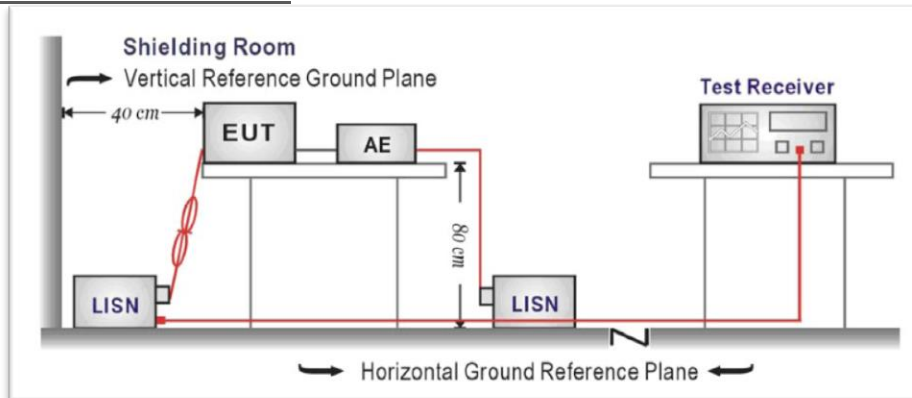 Shielding Room
Vertical Reference Ground Plane
Test Receiver
40 cm
EUT
AE
80 cm
LISN
LISN
Horizontal Ground Reference Plane